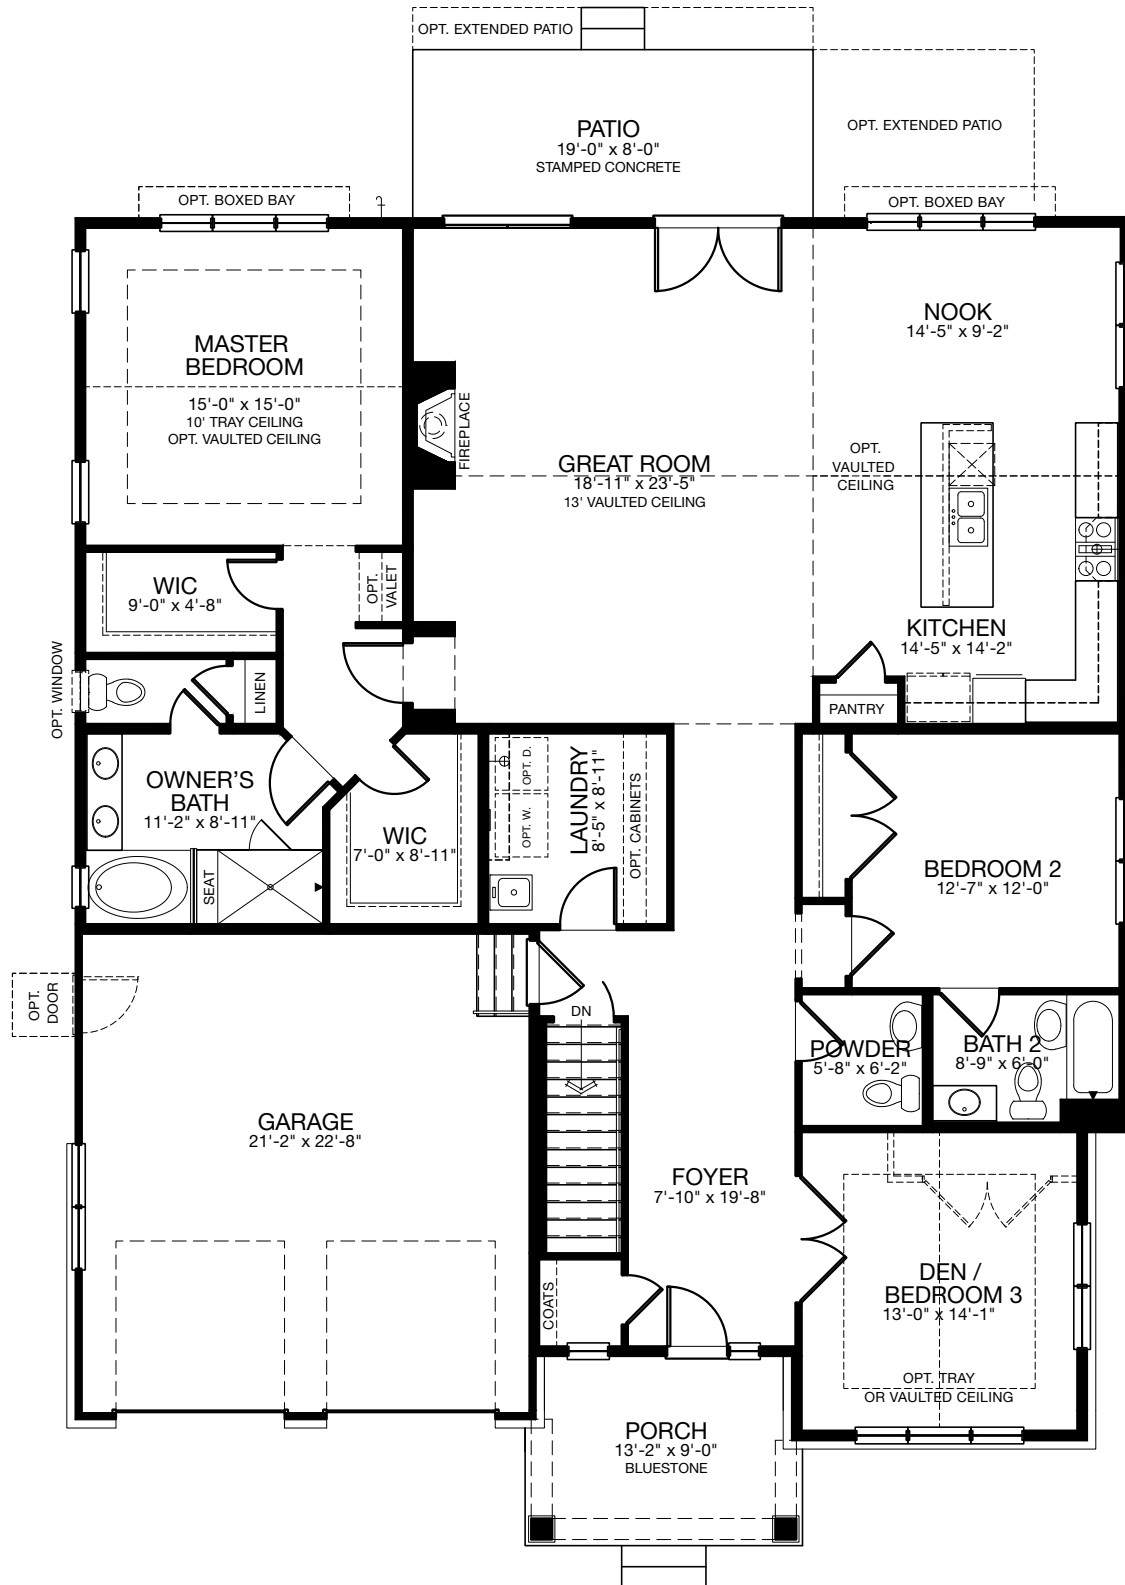 OPT. EXTENDED PATIO
PATIO
19'-0" x 8'-0"
STAMPED CONCRETE
OPT. EXTENDED PATIO
OPT. BOXED BAY
OPT. BOXED BAY
MASTER
BEDROOM
15'-0" x 15'-0"
10' TRAY CEILING
OPT. VAULTED CEILING
FIREPLACE
GREAT ROOM
18'-11" x 23'-5"
13' VAULTED CEILING
NOOK
14'-5" x 9'-2"
OPT.
VAULTED
CEILING
KITCHEN
14'-5" x 14'-2"
PANTRY
WIC
9'-0" x 4'-8"
OPT.
VALET
OPT. WINDOW
LINEN
OWNER'S
BATH
11'-2" x 8'-11"
SEAT
WIC
7'-0" x 8'-11"
OPT. D.
OPT. W.
LAUNDRY
8'-5" x 8'-11"
OPT. CABINETS
BEDROOM 2
12'-7" x 12'-0"
OPT.
DOOR
DN
POWDER
5'-8" x 6'-2"
BATH 2
8'-9" x 6'-0"
GARAGE
21'-2" x 22'-8"
FOYER
7'-10" x 19'-8"
COATS
DEN /
BEDROOM 3
13'-0" x 14'-1"
OPT. TRAY
OR VAULTED CEILING
PORCH
13'-2" x 9'-0"
BLUESTONE